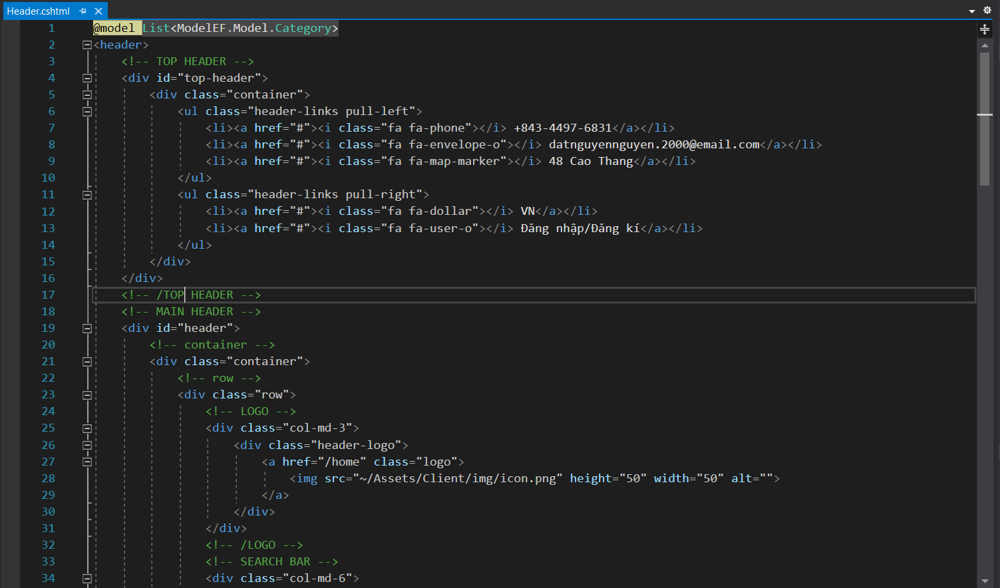 Header.cshtml
1 @model List<ModelEF.Model.Category>
2 <header>
3 <!-- TOP HEADER -->
4 <div id="top-header">
5 <div class="container">
6 <ul class="header-links pull-left">
7 <li><a href="#"><i class="fa fa-phone"></i> +843-4497-6831</a></li>
8 <li><a href="#"><i class="fa fa-envelope-o"></i> datnguyennguyen.2000@email.com</a></li>
9 <li><a href="#"><i class="fa fa-map-marker"></i> 48 Cao Thang</a></li>
10 </ul>
11 <ul class="header-links pull-right">
12 <li><a href="#"><i class="fa fa-dollar"></i> VN</a></li>
13 <li><a href="#"><i class="fa fa-user-o"></i> Đăng nhập/Đăng kí</a></li>
14 </ul>
15 </div>
16 </div>
17 <!-- /TOP HEADER -->
18 <!-- MAIN HEADER -->
19 <div id="header">
20 <!-- container -->
21 <div class="container">
22 <!-- row -->
23 <div class="row">
24 <!-- LOGO -->
25 <div class="col-md-3">
26 <div class="header-logo">
27 <a href="/home" class="logo">
28 <img src="~/Assets/Client/img/icon.png" height="50" width="50" alt="">
29 </a>
30 </div>
31 </div>
32 <!-- /LOGO -->
33 <!-- SEARCH BAR -->
34 <div class="col-md-6">